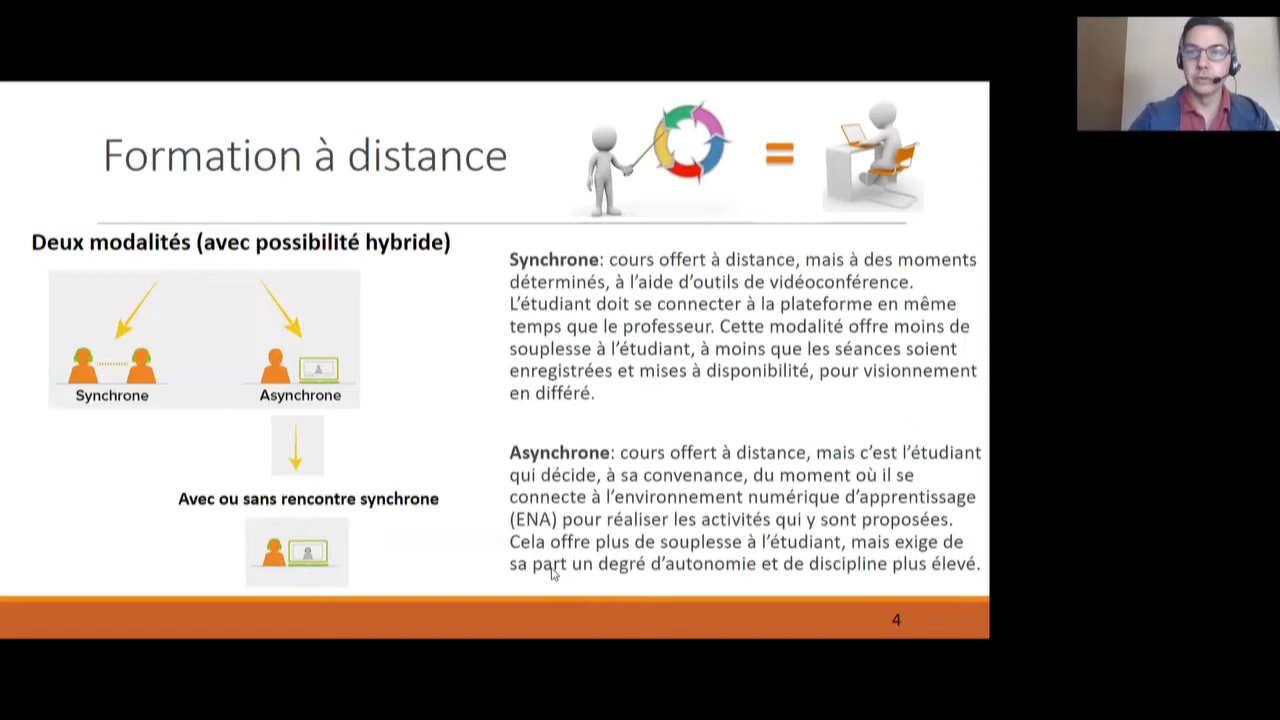 Formation à distance
=
Deux modalités (avec possibilité hybride)
Synchrone
Asynchrone
Avec ou sans rencontre synchrone
Synchrone: cours offert à distance, mais à des moments
déterminés, à l’aide d’outils de vidéoconférence.
L’étudiant doit se connecter à la plateforme en même
temps que le professeur. Cette modalité offre moins de
souplesse à l’étudiant, à moins que les séances soient
enregistrées et mises à disponibilité, pour visionnement
en différé.
Asynchrone: cours offert à distance, mais c’est l’étudiant
qui décide, à sa convenance, du moment où il se
connecte à l’environnement numérique d’apprentissage
(ENA) pour réaliser les activités qui y sont proposées.
Cela offre plus de souplesse à l’étudiant, mais exige de
sa part un degré d’autonomie et de discipline plus élevé.
4